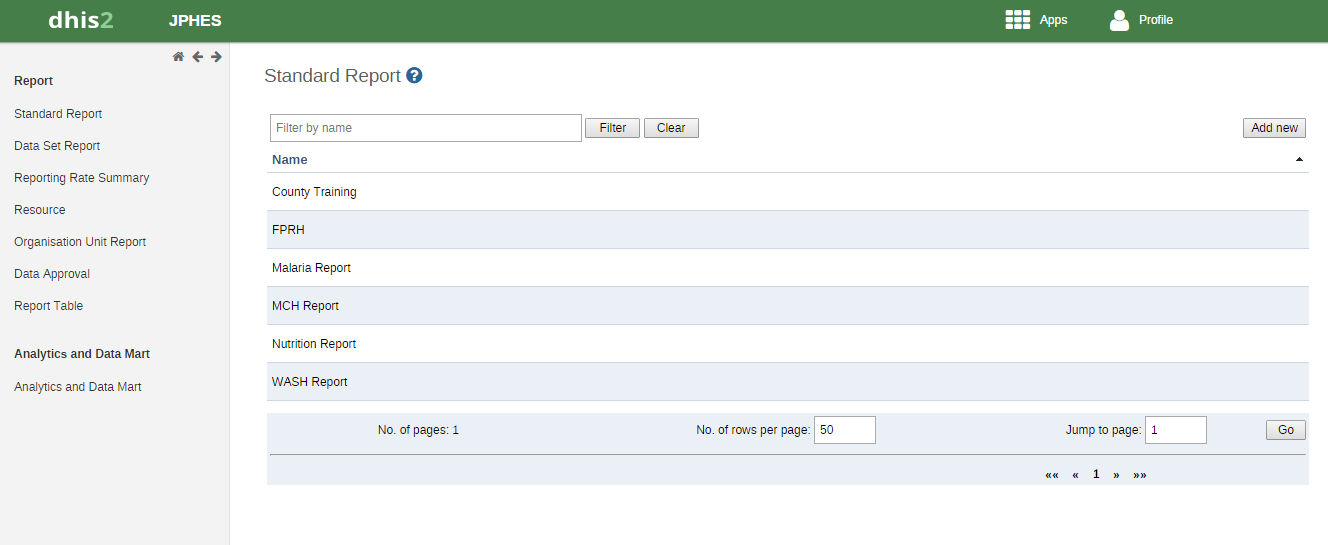 dhis2 JPHES Apps Profile
Report
Standard Report
Data Set Report
Reporting Rate Summary
Resource
Organisation Unit Report
Data Approval
Report Table
Analytics and Data Mart
Analytics and Data Mart
Standard Report ?
Filter by name Filter Clear Add new
Name
County Training
FPRH
Malaria Report
MCH Report
Nutrition Report
WASH Report
No. of pages: 1 No. of rows per page: 50 Jump to page: 1 Go
«« « 1 » »»